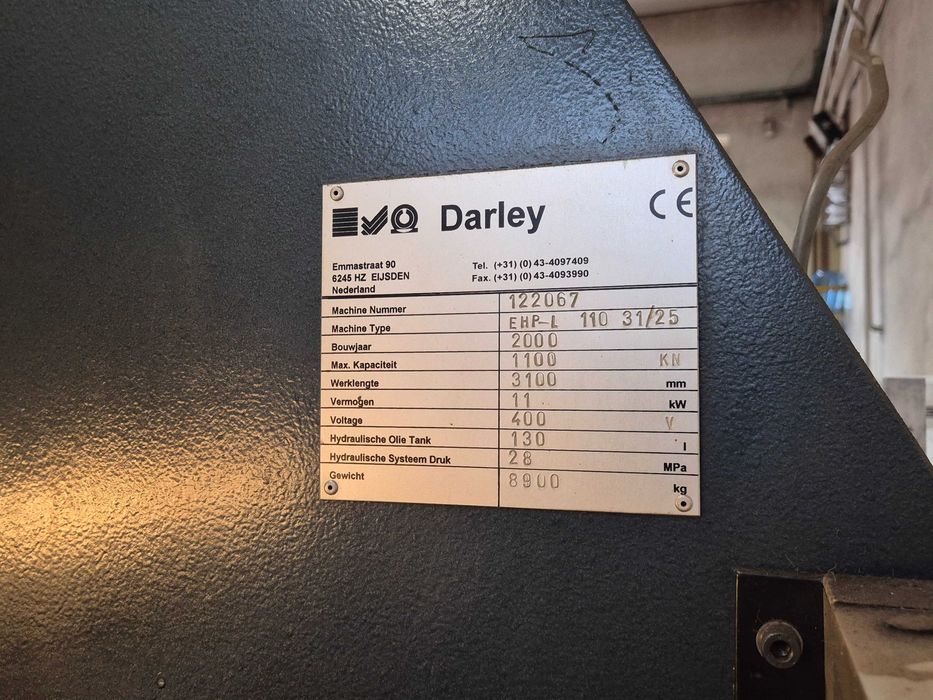 Darley CE
Emmastraat 90 Tel. (+31) (0) 43-4097409
6245 HZ EIJSDEN Fax. (+31) (0) 43-4093990
Nederland
Machine Nummer 122067
Machine Type EHP-L 110 31/25
Bouwjaar 2000
Max. Kapaciteit 1100 KN
Werklengte 3100 mm
Vermogen 11 kW
Voltage 400 V
Hydraulische Olie Tank 130 l
Hydraulische Systeem Druk 28 MPa
Gewicht 8900 kg